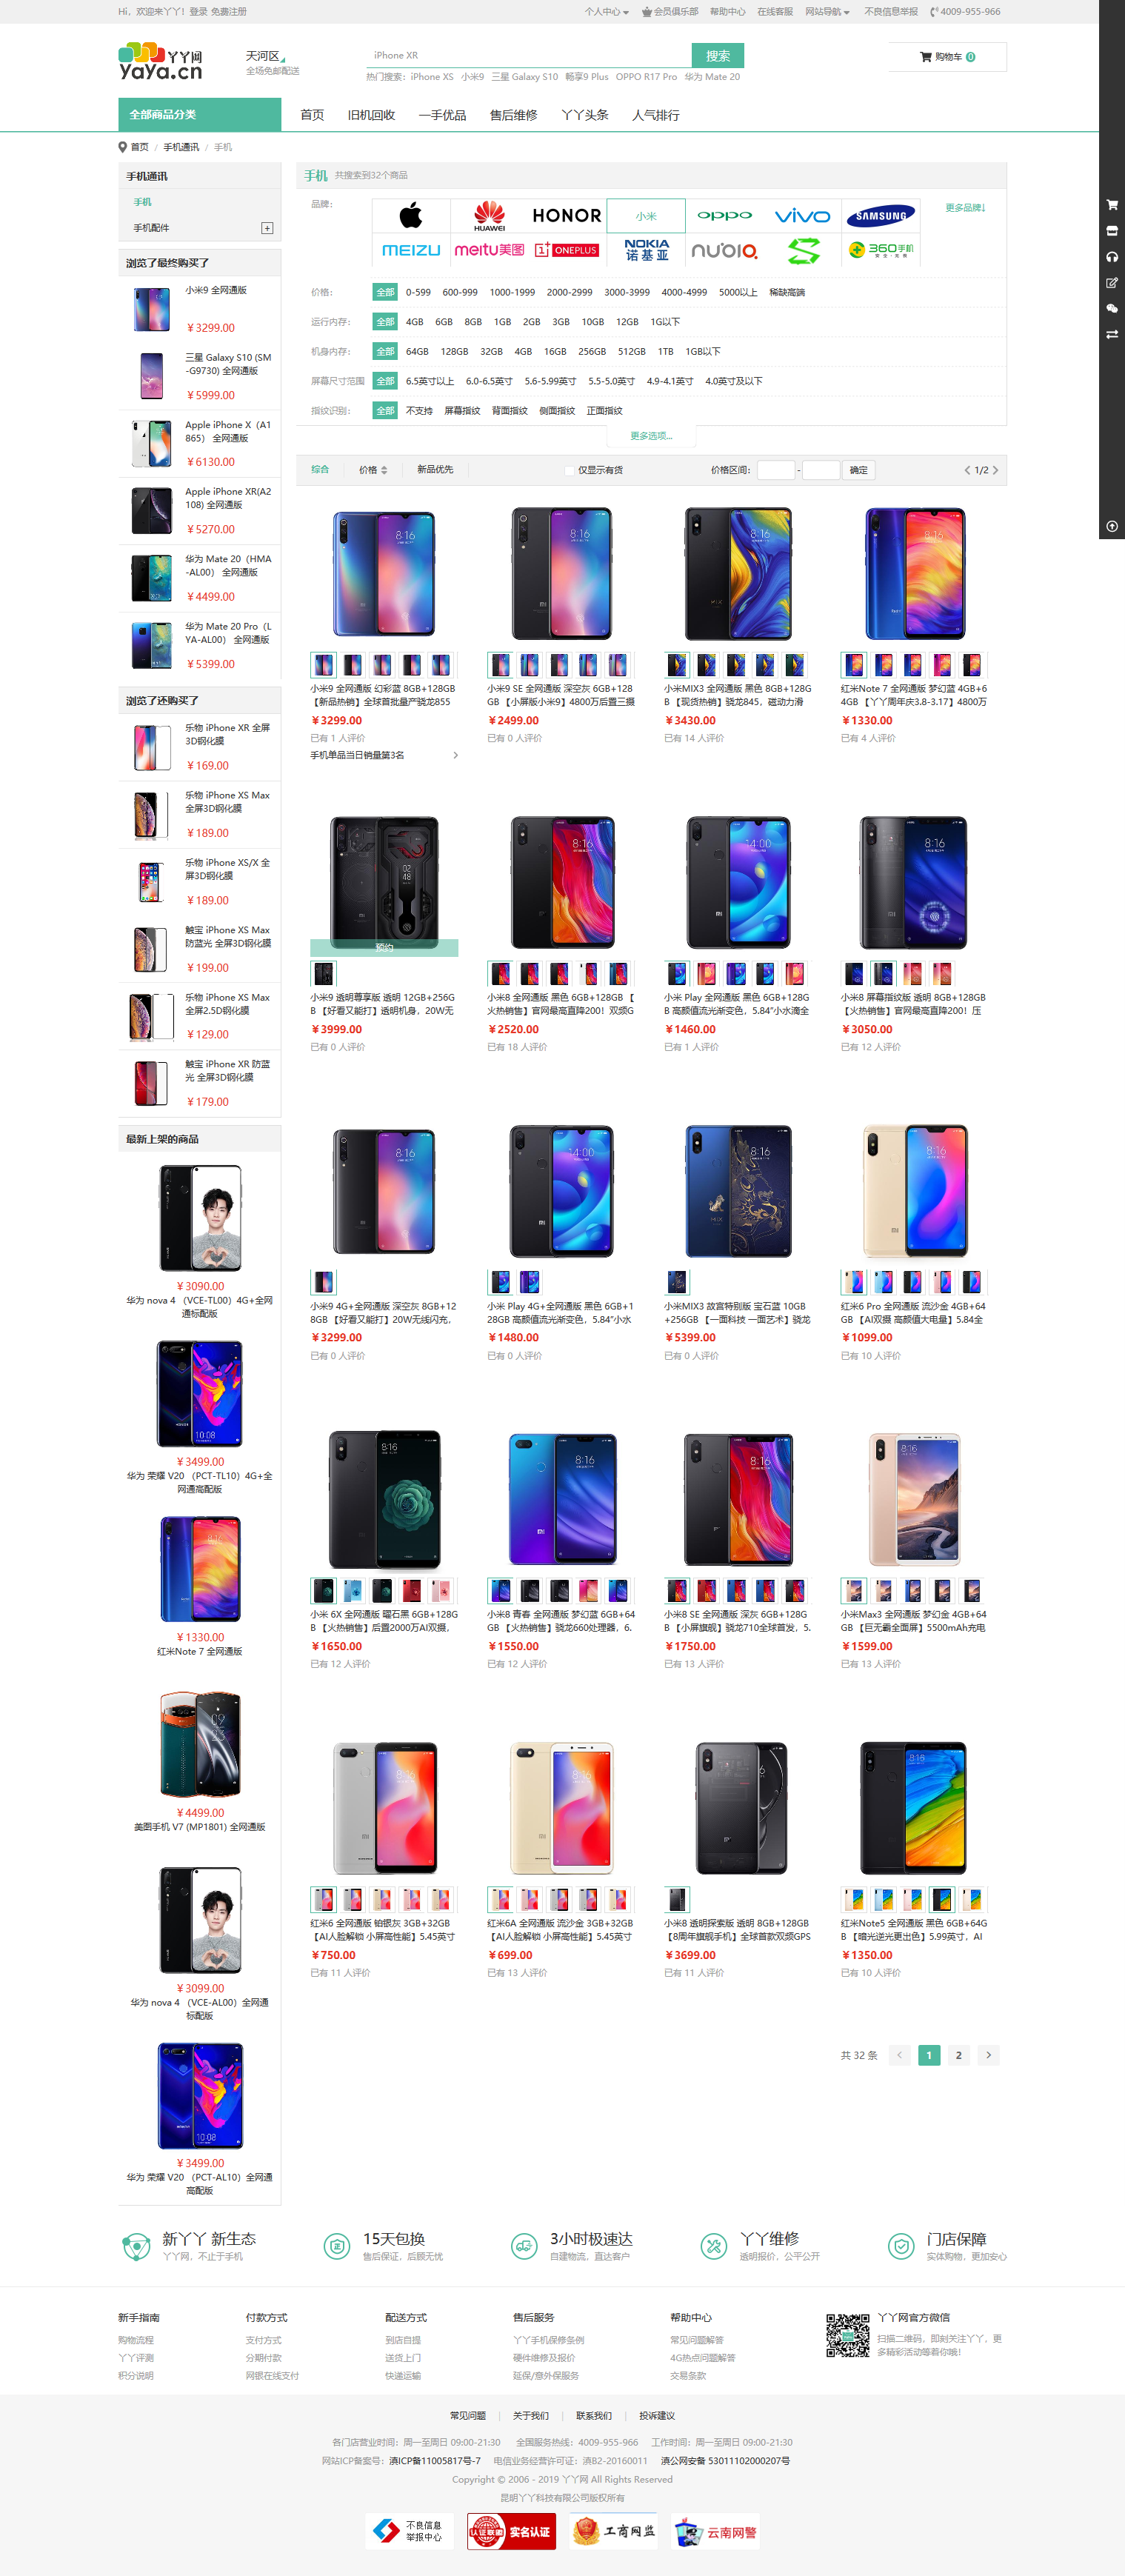 Hi，欢迎来丫丫！登录 免费注册
个人中心 会员俱乐部 帮助中心 在线客服 网站导航 不良信息举报 4009-955-966
丫丫网
yaya.cn
天河区
全场免邮配送
iPhone XR
搜索
购物车 0
热门搜索：iPhone XS 小米9 三星 Galaxy S10 畅享9 Plus OPPO R17 Pro 华为 Mate 20
全部商品分类 首页 旧机回收 一手优品 售后维修 丫丫头条 人气排行
首页 / 手机通讯 / 手机
手机通讯
手机
手机配件
浏览了最终购买了
小米9 全网通版
￥3299.00
三星 Galaxy S10 (SM
-G9730) 全网通版
￥5999.00
Apple iPhone X（A1
865） 全网通版
￥6130.00
Apple iPhone XR(A2
108) 全网通版
￥5270.00
华为 Mate 20（HMA
-AL00） 全网通版
￥4499.00
华为 Mate 20 Pro（L
YA-AL00） 全网通版
￥5399.00
浏览了还购买了
乐物 iPhone XR 全屏
3D钢化膜
￥169.00
乐物 iPhone XS Max
全屏3D钢化膜
￥189.00
乐物 iPhone XS/X 全
屏3D钢化膜
￥189.00
触宝 iPhone XS Max
防蓝光 全屏3D钢化膜
￥199.00
乐物 iPhone XS Max
全屏2.5D钢化膜
￥129.00
触宝 iPhone XR 防蓝
光 全屏3D钢化膜
￥179.00
最新上架的商品
￥3090.00
华为 nova 4 （VCE-TL00）4G+全网
通标配版
￥3499.00
华为 荣耀 V20 （PCT-TL10）4G+全
网通高配版
￥1330.00
红米Note 7 全网通版
￥4499.00
美图手机 V7 (MP1801) 全网通版
￥3099.00
华为 nova 4 （VCE-AL00）全网通
标配版
￥3499.00
华为 荣耀 V20 （PCT-AL10）全网通
高配版
手机 共搜索到32个商品
品牌： HUAWEI HONOR 小米 oppo vivo SAMSUNG 更多品牌↓
MEIZU meitu美图 ONEPLUS NOKIA 诺基亚 nubia 360手机
价格： 全部 0-599 600-999 1000-1999 2000-2999 3000-3999 4000-4999 5000以上 稀缺高端
运行内存： 全部 4GB 6GB 8GB 1GB 2GB 3GB 10GB 12GB 1G以下
机身内存： 全部 64GB 128GB 32GB 4GB 16GB 256GB 512GB 1TB 1GB以下
屏幕尺寸范围 全部 6.5英寸以上 6.0-6.5英寸 5.6-5.99英寸 5.5-5.0英寸 4.9-4.1英寸 4.0英寸及以下
指纹识别： 全部 不支持 屏幕指纹 背面指纹 侧面指纹 正面指纹
更多选项...
综合 价格 新品优先 仅显示有货 价格区间： - 确定 1/2
小米9 全网通版 幻彩蓝 8GB+128GB
【新品热销】全球首批量产骁龙855
￥3299.00
已有 1 人评价
手机单品当日销量第3名
小米9 SE 全网通版 深空灰 6GB+128
GB 【小屏版小米9】4800万后置三摄
￥2499.00
已有 0 人评价
小米MIX3 全网通版 黑色 8GB+128G
B 【现货热销】骁龙845，磁动力滑
￥3430.00
已有 14 人评价
红米Note 7 全网通版 梦幻蓝 4GB+6
4GB 【丫丫周年庆3.8-3.17】4800万
￥1330.00
已有 4 人评价
预约
小米9 透明尊享版 透明 12GB+256G
B 【好看又能打】透明机身，20W无
￥3999.00
已有 0 人评价
小米8 全网通版 黑色 6GB+128GB 【
火热销售】官网最高直降200！双频G
￥2520.00
已有 18 人评价
小米 Play 全网通版 黑色 6GB+128G
B 高颜值流光渐变色，5.84"小水滴全
￥1460.00
已有 1 人评价
小米8 屏幕指纹版 透明 8GB+128GB
【火热销售】官网最高直降200！压
￥3050.00
已有 12 人评价
小米9 4G+全网通版 深空灰 8GB+12
8GB 【好看又能打】20W无线闪充，
￥3299.00
已有 0 人评价
小米 Play 4G+全网通版 黑色 6GB+1
28GB 高颜值流光渐变色，5.84"小水
￥1480.00
已有 0 人评价
小米MIX3 故宫特别版 宝石蓝 10GB
+256GB 【一面科技 一面艺术】骁龙
￥5399.00
已有 0 人评价
红米6 Pro 全网通版 流沙金 4GB+64
GB 【AI双摄 高颜值大电量】5.84全
￥1099.00
已有 10 人评价
小米 6X 全网通版 曜石黑 6GB+128G
B 【火热销售】后置2000万AI双摄，
￥1650.00
已有 12 人评价
小米8 青春 全网通版 梦幻蓝 6GB+64
GB 【火热销售】骁龙660处理器，6.
￥1550.00
已有 12 人评价
小米8 SE 全网通版 深灰 6GB+128G
B 【小屏旗舰】骁龙710全球首发，5.
￥1750.00
已有 13 人评价
小米Max3 全网通版 梦幻金 4GB+64
GB 【巨无霸全面屏】5500mAh充电
￥1599.00
已有 13 人评价
红米6 全网通版 铂银灰 3GB+32GB
【AI人脸解锁 小屏高性能】5.45英寸
￥750.00
已有 11 人评价
红米6A 全网通版 流沙金 3GB+32GB
【AI人脸解锁 小屏高性能】5.45英寸
￥699.00
已有 13 人评价
小米8 透明探索版 透明 8GB+128GB
【8周年旗舰手机】全球首款双频GPS
￥3699.00
已有 11 人评价
红米Note5 全网通版 黑色 6GB+64G
B 【暗光逆光更出色】5.99英寸，AI
￥1350.00
已有 10 人评价
共 32 条 1 2
新丫丫 新生态
丫丫网，不止于手机
15天包换
售后保证，后顾无忧
3小时极速达
自建物流，直达客户
丫丫维修
透明报价，公平公开
门店保障
实体购物，更加安心
新手指南
购物流程
丫丫评测
积分说明
付款方式
支付方式
分期付款
网银在线支付
配送方式
到店自提
送货上门
快递运输
售后服务
丫丫手机保修条例
硬件维修及报价
延保/意外保服务
帮助中心
常见问题解答
4G热点问题解答
交易条款
丫丫网官方微信
扫描二维码，即刻关注丫丫，更
多精彩活动等着你哦！
常见问题 | 关于我们 | 联系我们 | 投诉建议
各门店营业时间：周一至周日 09:00-21:30 全国服务热线：4009-955-966 工作时间：周一至周日 09:00-21:30
网站ICP备案号：滇ICP备11005817号-7 电信业务经营许可证：滇B2-20160011 滇公网安备 53011102000207号
Copyright © 2006 - 2019 丫丫网 All Rights Reserved
昆明丫丫科技有限公司版权所有
不良信息
举报中心
认证联盟 实名认证
工商网监
云南网警